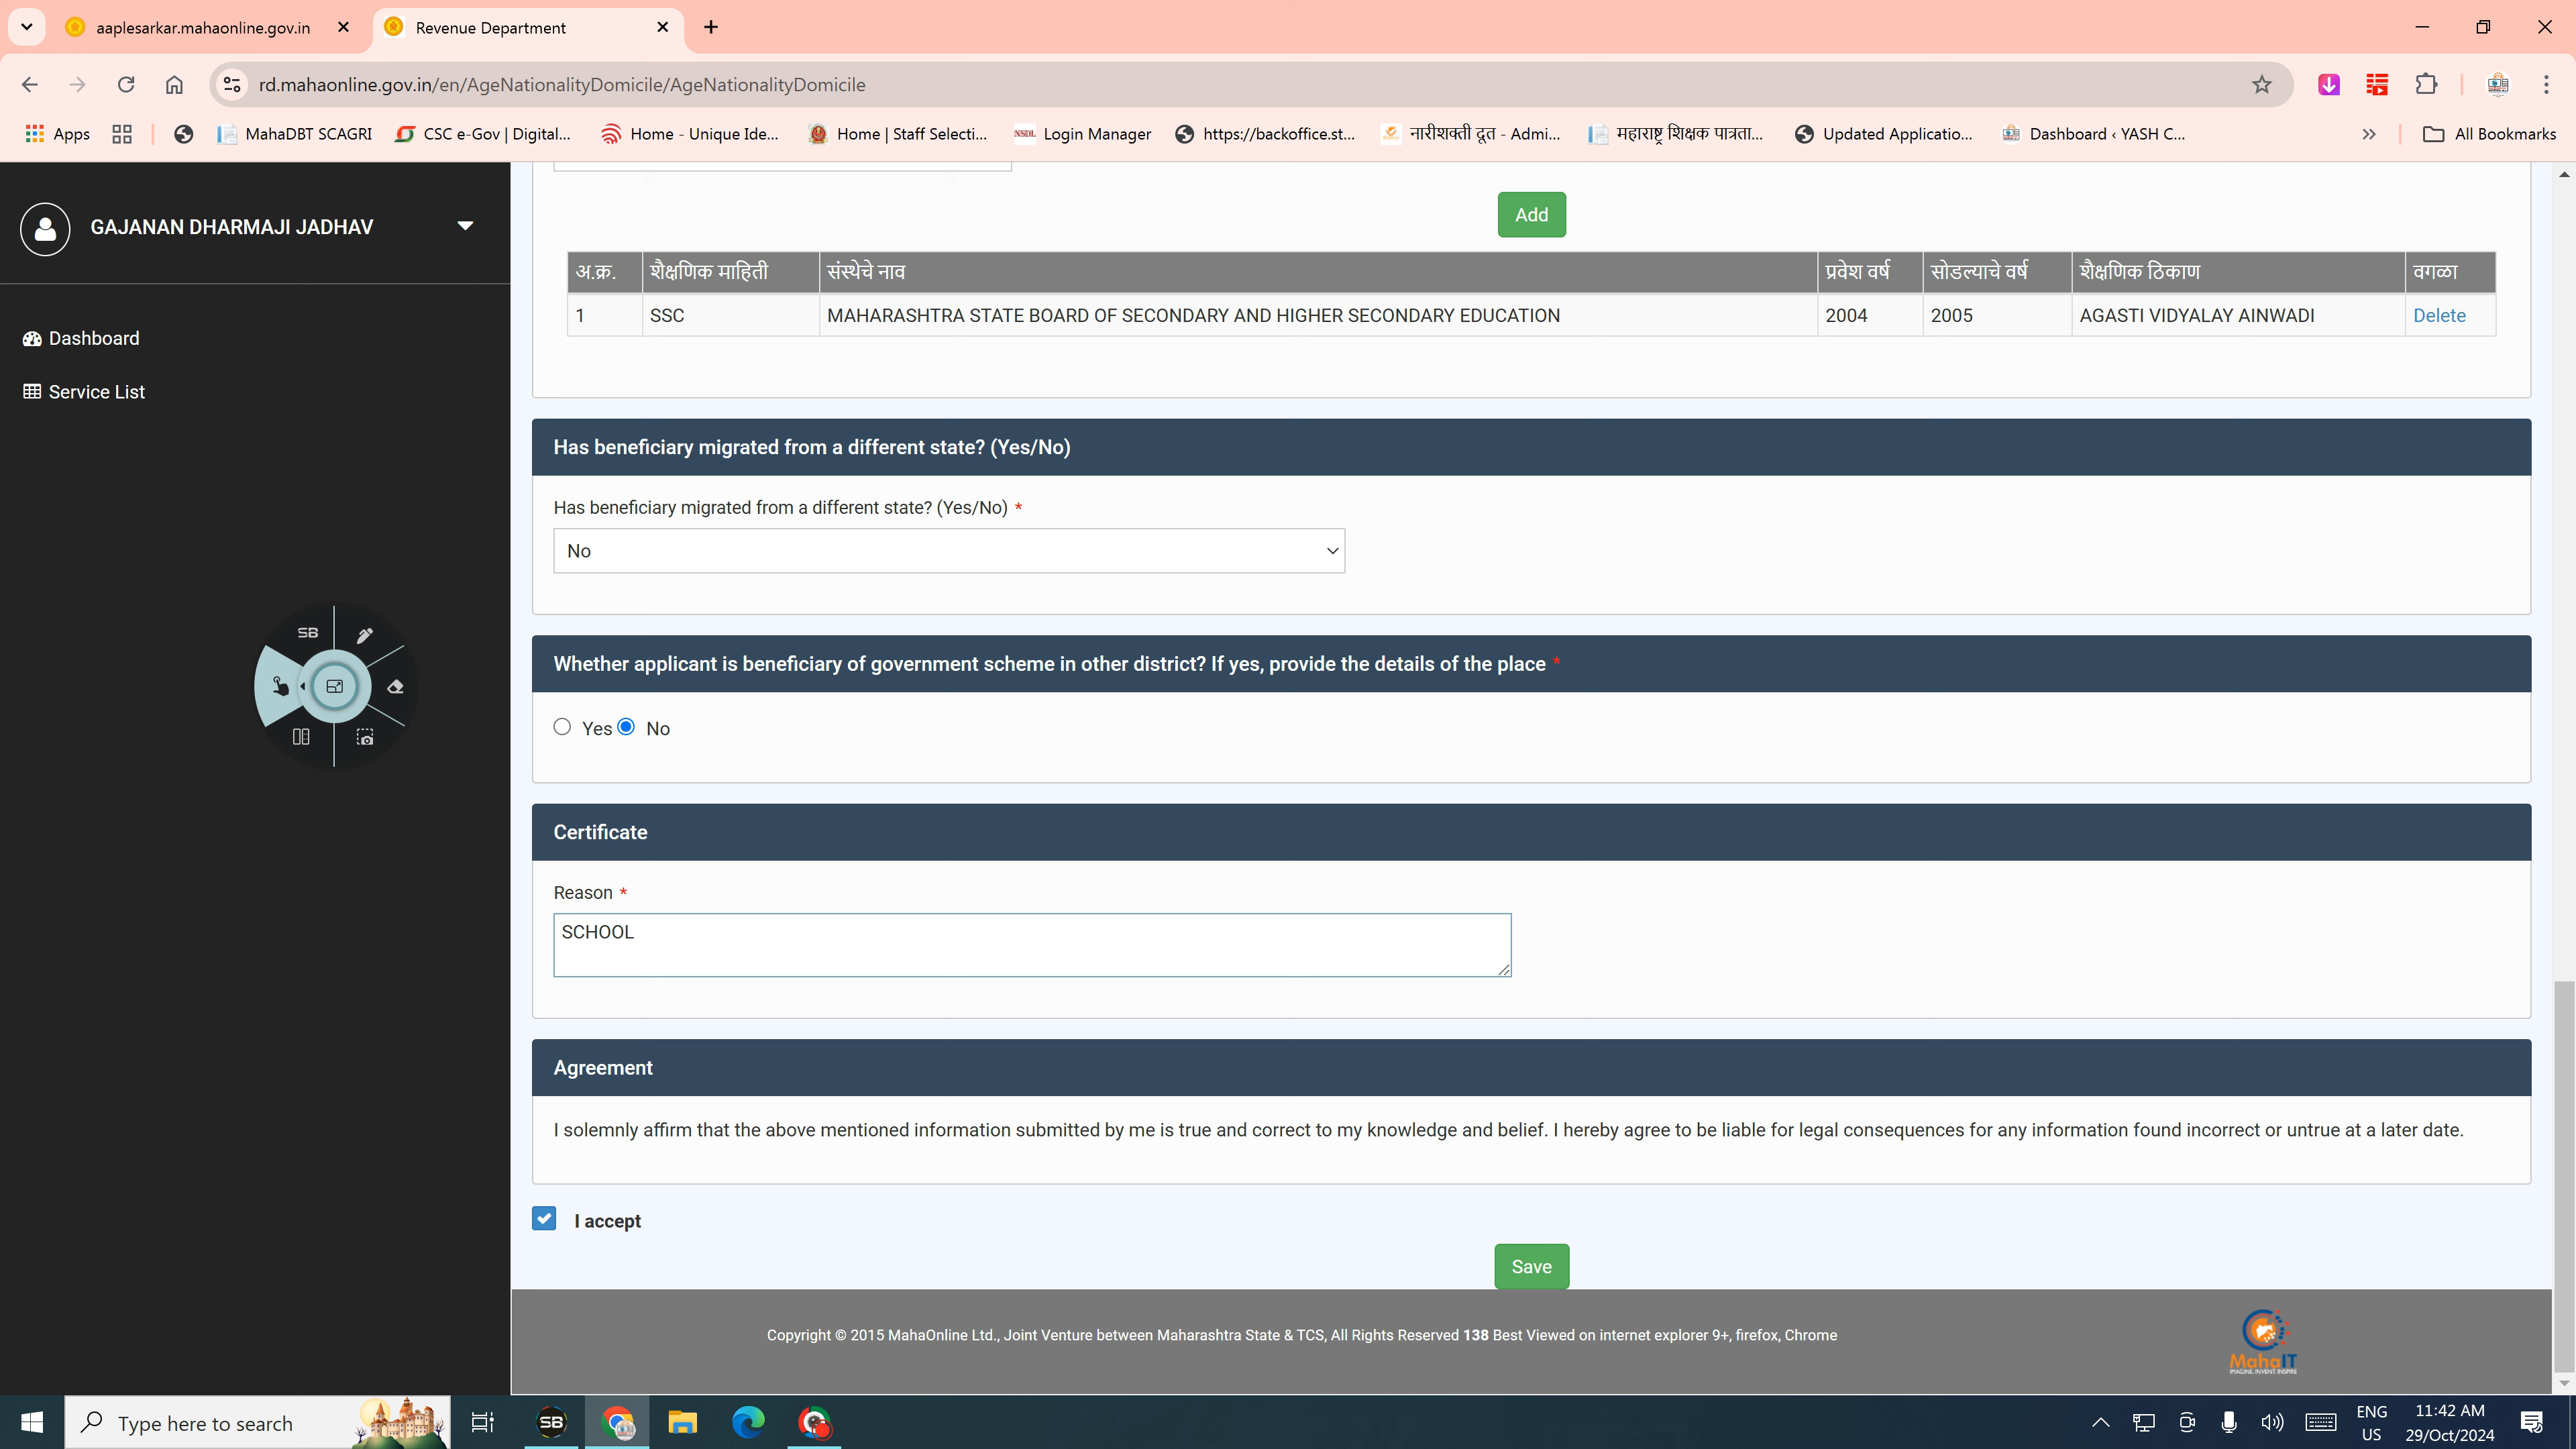 aaplesarkar.mahaonline.gov.in
Revenue Department
rd.mahaonline.gov.in/en/AgeNationalityDomicile/AgeNationalityDomicile
Apps MahaDBT SCAGRI CSC e-Gov | Digital... Home - Unique Ide... Home | Staff Selecti... NSDL Login Manager https://backoffice.st... नारीशक्ती दूत - Admi... महाराष्ट्र शिक्षक पात्रता... Updated Applicatio... Dashboard ‹ YASH C... » All Bookmarks
GAJANAN DHARMAJI JADHAV
Dashboard
Service List
SB
Add
अ.क्र. शैक्षणिक माहिती संस्थेचे नाव प्रवेश वर्ष सोडल्याचे वर्ष शैक्षणिक ठिकाण वगळा
1 SSC MAHARASHTRA STATE BOARD OF SECONDARY AND HIGHER SECONDARY EDUCATION 2004 2005 AGASTI VIDYALAY AINWADI Delete
Has beneficiary migrated from a different state? (Yes/No)
Has beneficiary migrated from a different state? (Yes/No) *
No
Whether applicant is beneficiary of government scheme in other district? If yes, provide the details of the place *
Yes No
Certificate
Reason *
SCHOOL
Agreement
I solemnly affirm that the above mentioned information submitted by me is true and correct to my knowledge and belief. I hereby agree to be liable for legal consequences for any information found incorrect or untrue at a later date.
I accept
Save
Copyright © 2015 MahaOnline Ltd., Joint Venture between Maharashtra State & TCS, All Rights Reserved 138 Best Viewed on internet explorer 9+, firefox, Chrome
MahaIT
IMAGINE. INVENT. INSPIRE
Type here to search
SB
ENG
US
11:42 AM
29/Oct/2024